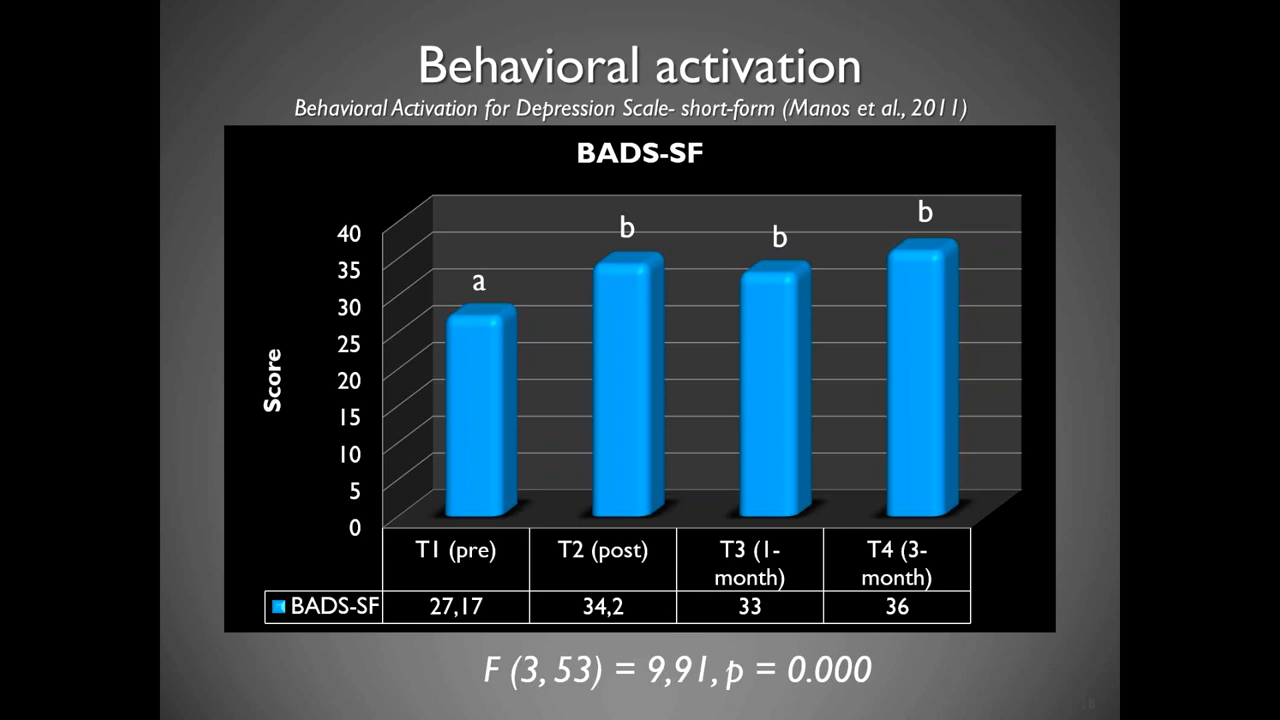 Behavioral activation
Behavioral Activation for Depression Scale- short-form (Manos et al., 2011)
BADS-SF
b
b
b
a
40
35
30
25
20
15
10
5
0
Score
T1 (pre) T2 (post) T3 (1- T4 (3-
month) month)
BADS-SF 27,17 34,2 33 36
F (3, 53) = 9,91, p = 0.000